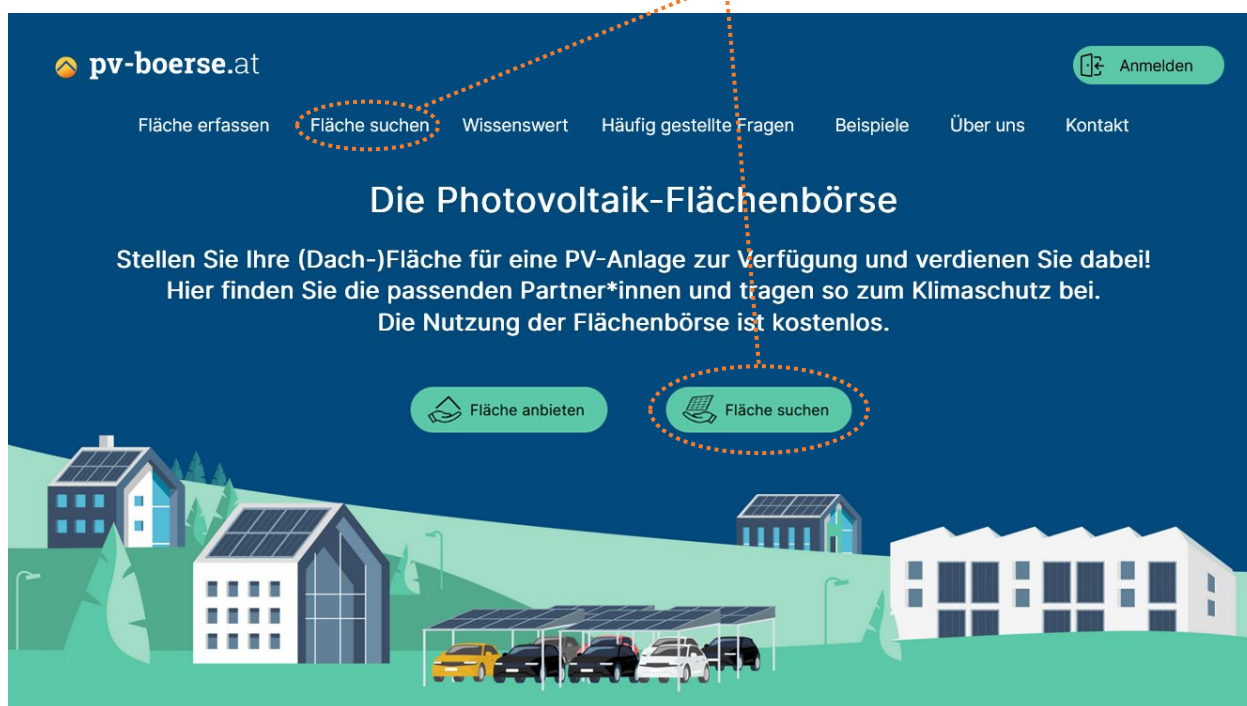 pv-boerse.at
Anmelden
Fläche erfassen Fläche suchen Wissenswert Häufig gestellte Fragen Beispiele Über uns Kontakt
Die Photovoltaik-Flächenbörse
Stellen Sie Ihre (Dach-)Fläche für eine PV-Anlage zur Verfügung und verdienen Sie dabei!
Hier finden Sie die passenden Partner*innen und tragen so zum Klimaschutz bei.
Die Nutzung der Flächenbörse ist kostenlos.
Fläche anbieten Fläche suchen